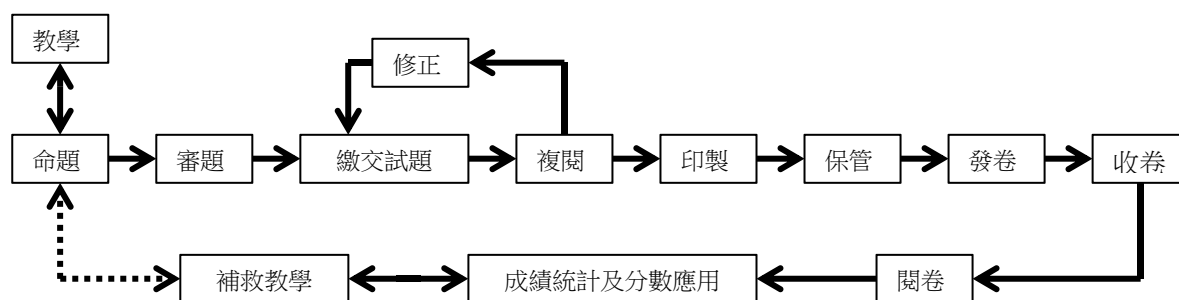 教學
修正
命題
審題
繳交試題
複閱
印製
保管
發卷
收卷
補救教學
成績統計及分數應用
閱卷